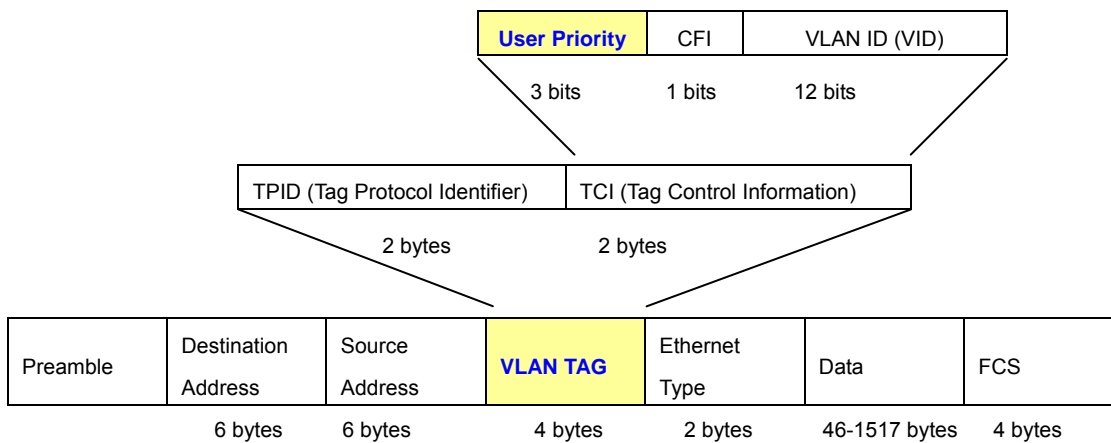 User Priority CFI VLAN ID (VID)
3 bits 1 bits 12 bits
TPID (Tag Protocol Identifier) TCI (Tag Control Information)
2 bytes 2 bytes
Preamble Destination Address Source Address VLAN TAG Ethernet Type Data FCS
6 bytes 6 bytes 4 bytes 2 bytes 46-1517 bytes 4 bytes